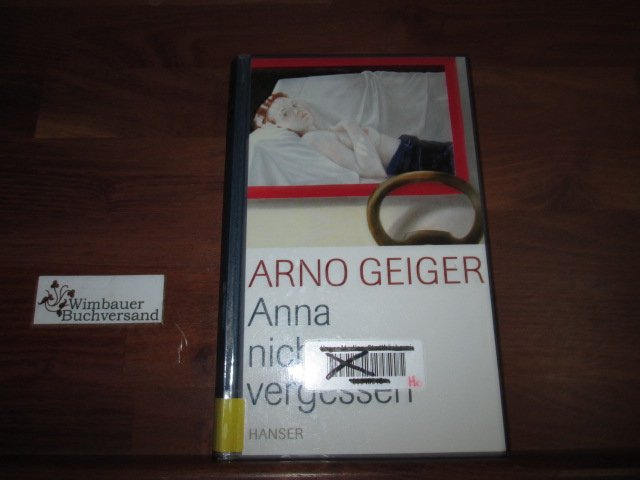 Wimbauer
Buchversand
ARNO GEIGER
Anna
nich
vergessen
HANSER